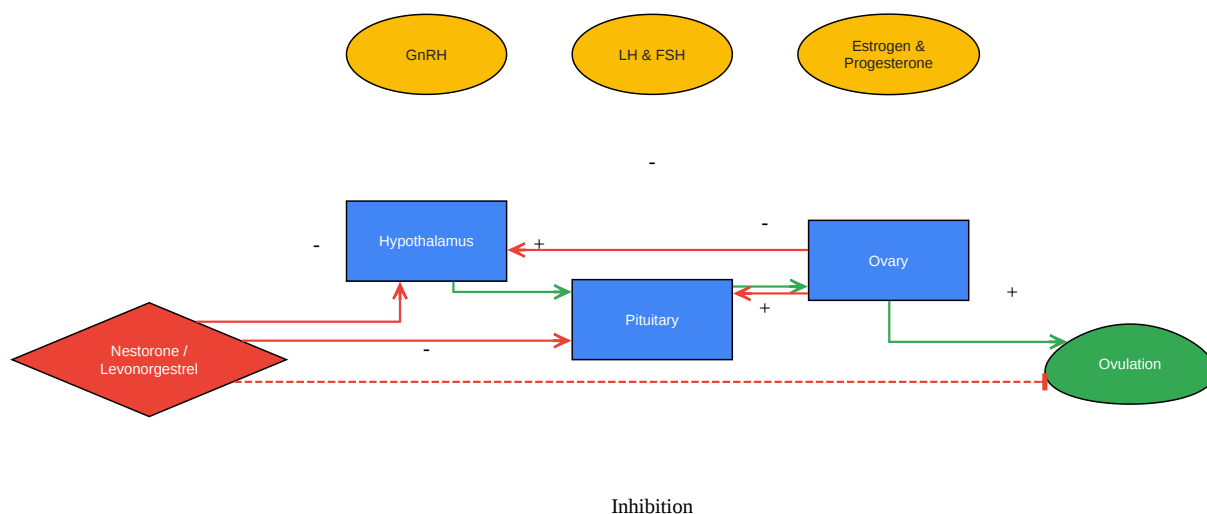 GnRH
LH & FSH
Estrogen &
Progesterone
-
-
Hypothalamus
-
+
Ovary
+
Pituitary
+
-
Nestorone /
Levonorgestrel
Ovulation
Inhibition